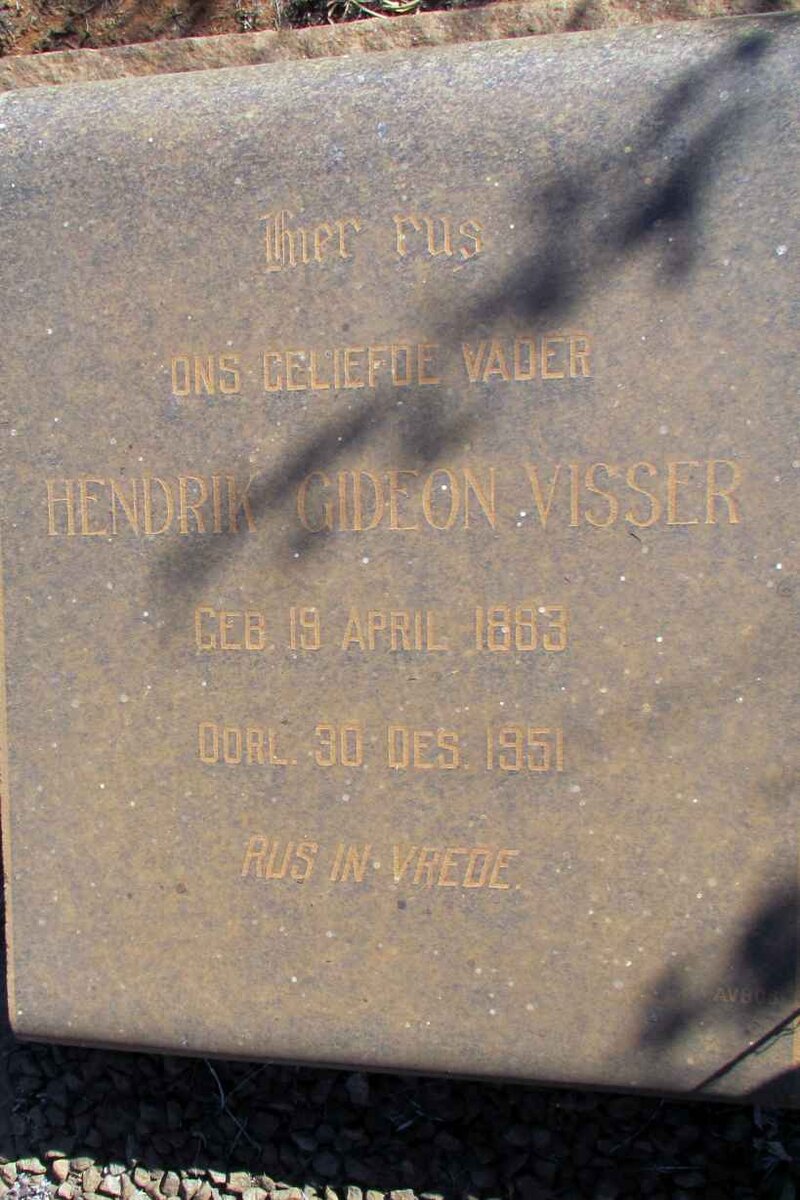 Hier rus
ONS GELIEFDE VADER
HENDRIK GIDEON VISSER
GEB. 19 APRIL 1883
OORL. 30 DES. 1951
RUS IN VREDE.